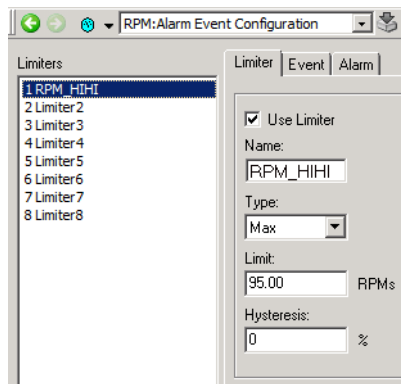 RPM:Alarm Event Configuration
Limiters
1 RPM_HIHI
2 Limiter2
3 Limiter3
4 Limiter4
5 Limiter5
6 Limiter6
7 Limiter7
8 Limiter8
Limiter Event Alarm
Use Limiter
Name:
RPM_HIHI
Type:
Max
Limit:
95.00 RPMs
Hysteresis:
0 %